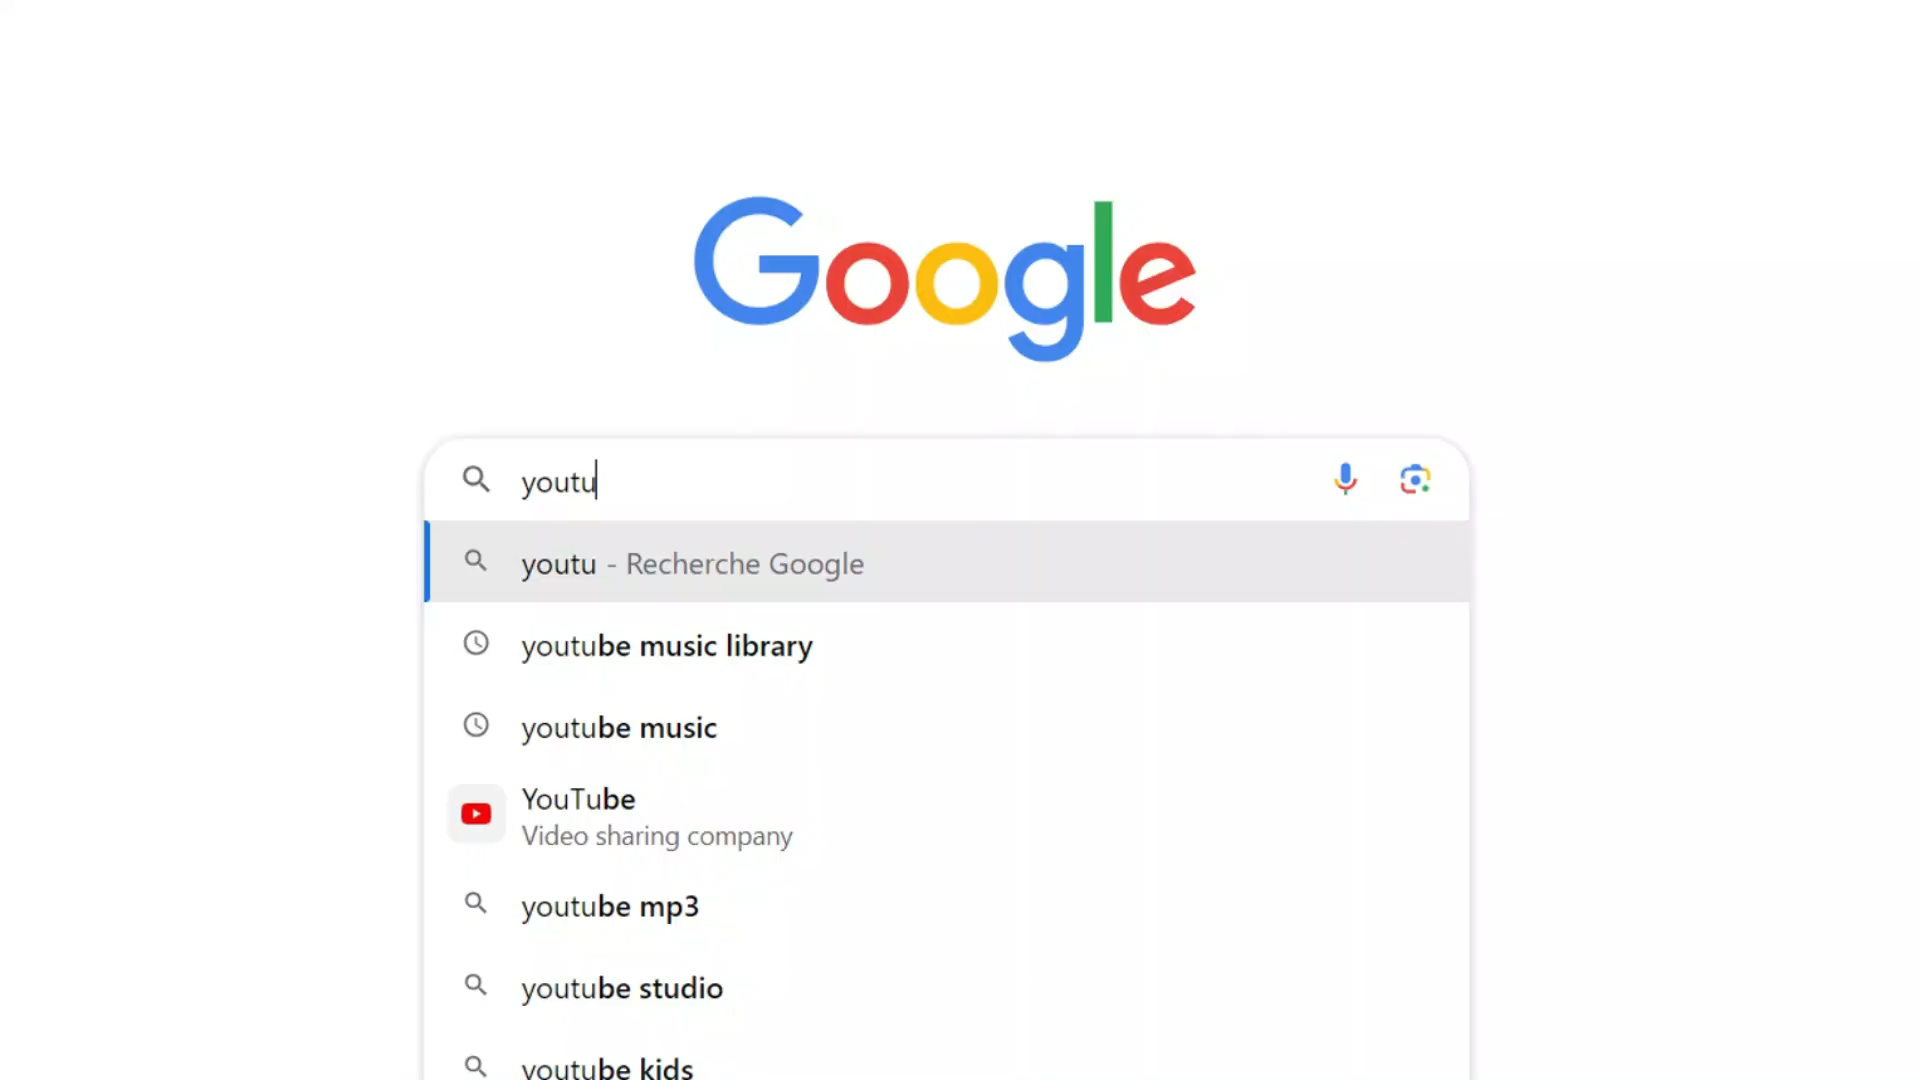 Google
youtu
youtu - Recherche Google
youtube music library
youtube music
YouTube
Video sharing company
youtube mp3
youtube studio
youtube kids